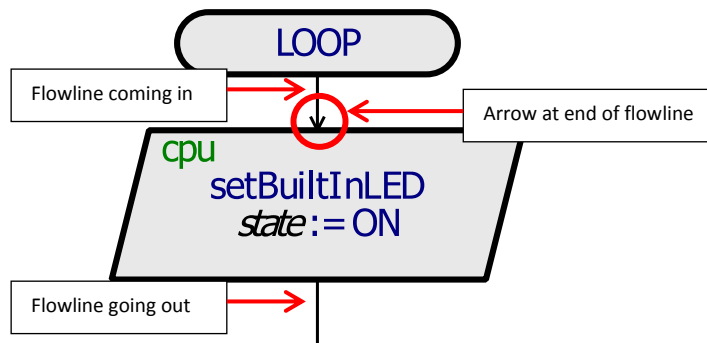 LOOP
Flowline coming in
Arrow at end of flowline
cpu
setBuiltInLED
state := ON
Flowline going out